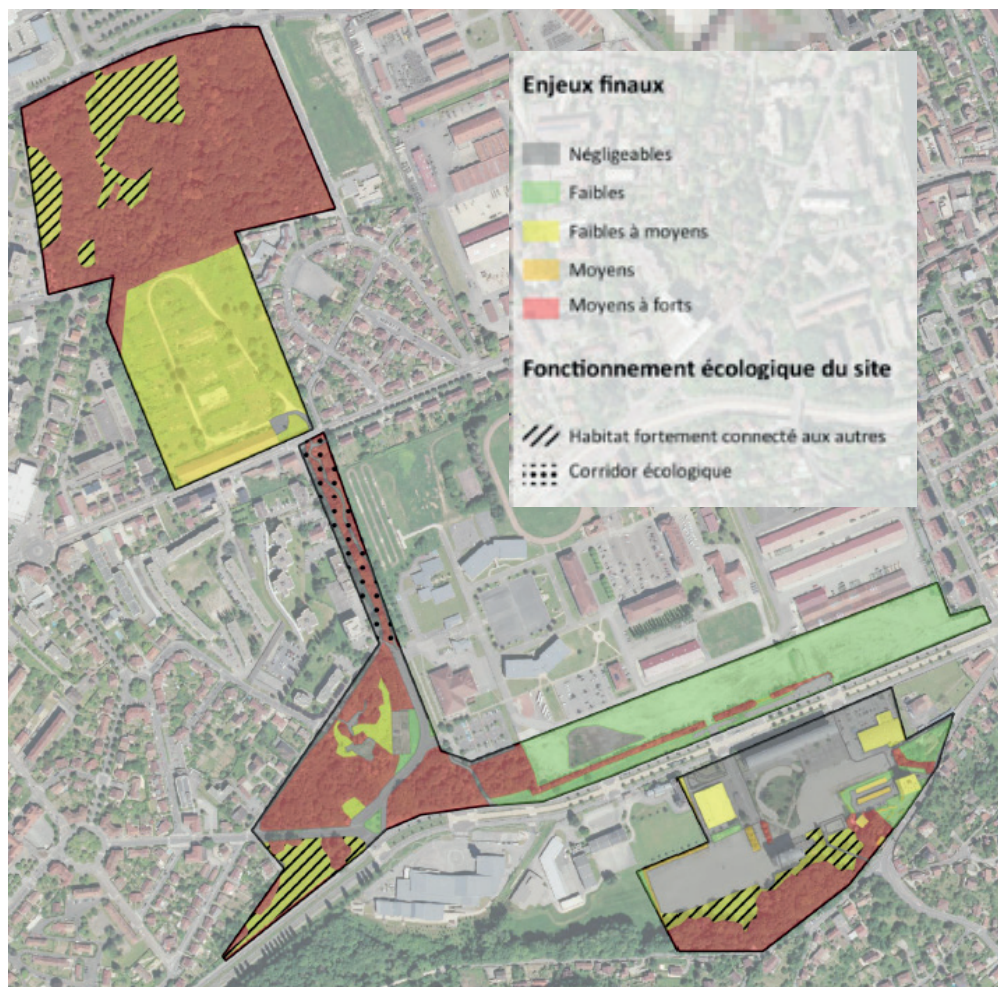 Enjeux finaux
Négligeables
Faibles
Faibles à moyens
Moyens
Moyens à forts
Fonctionnement écologique du site
Habitat fortement connecté aux autres
Corridor écologique